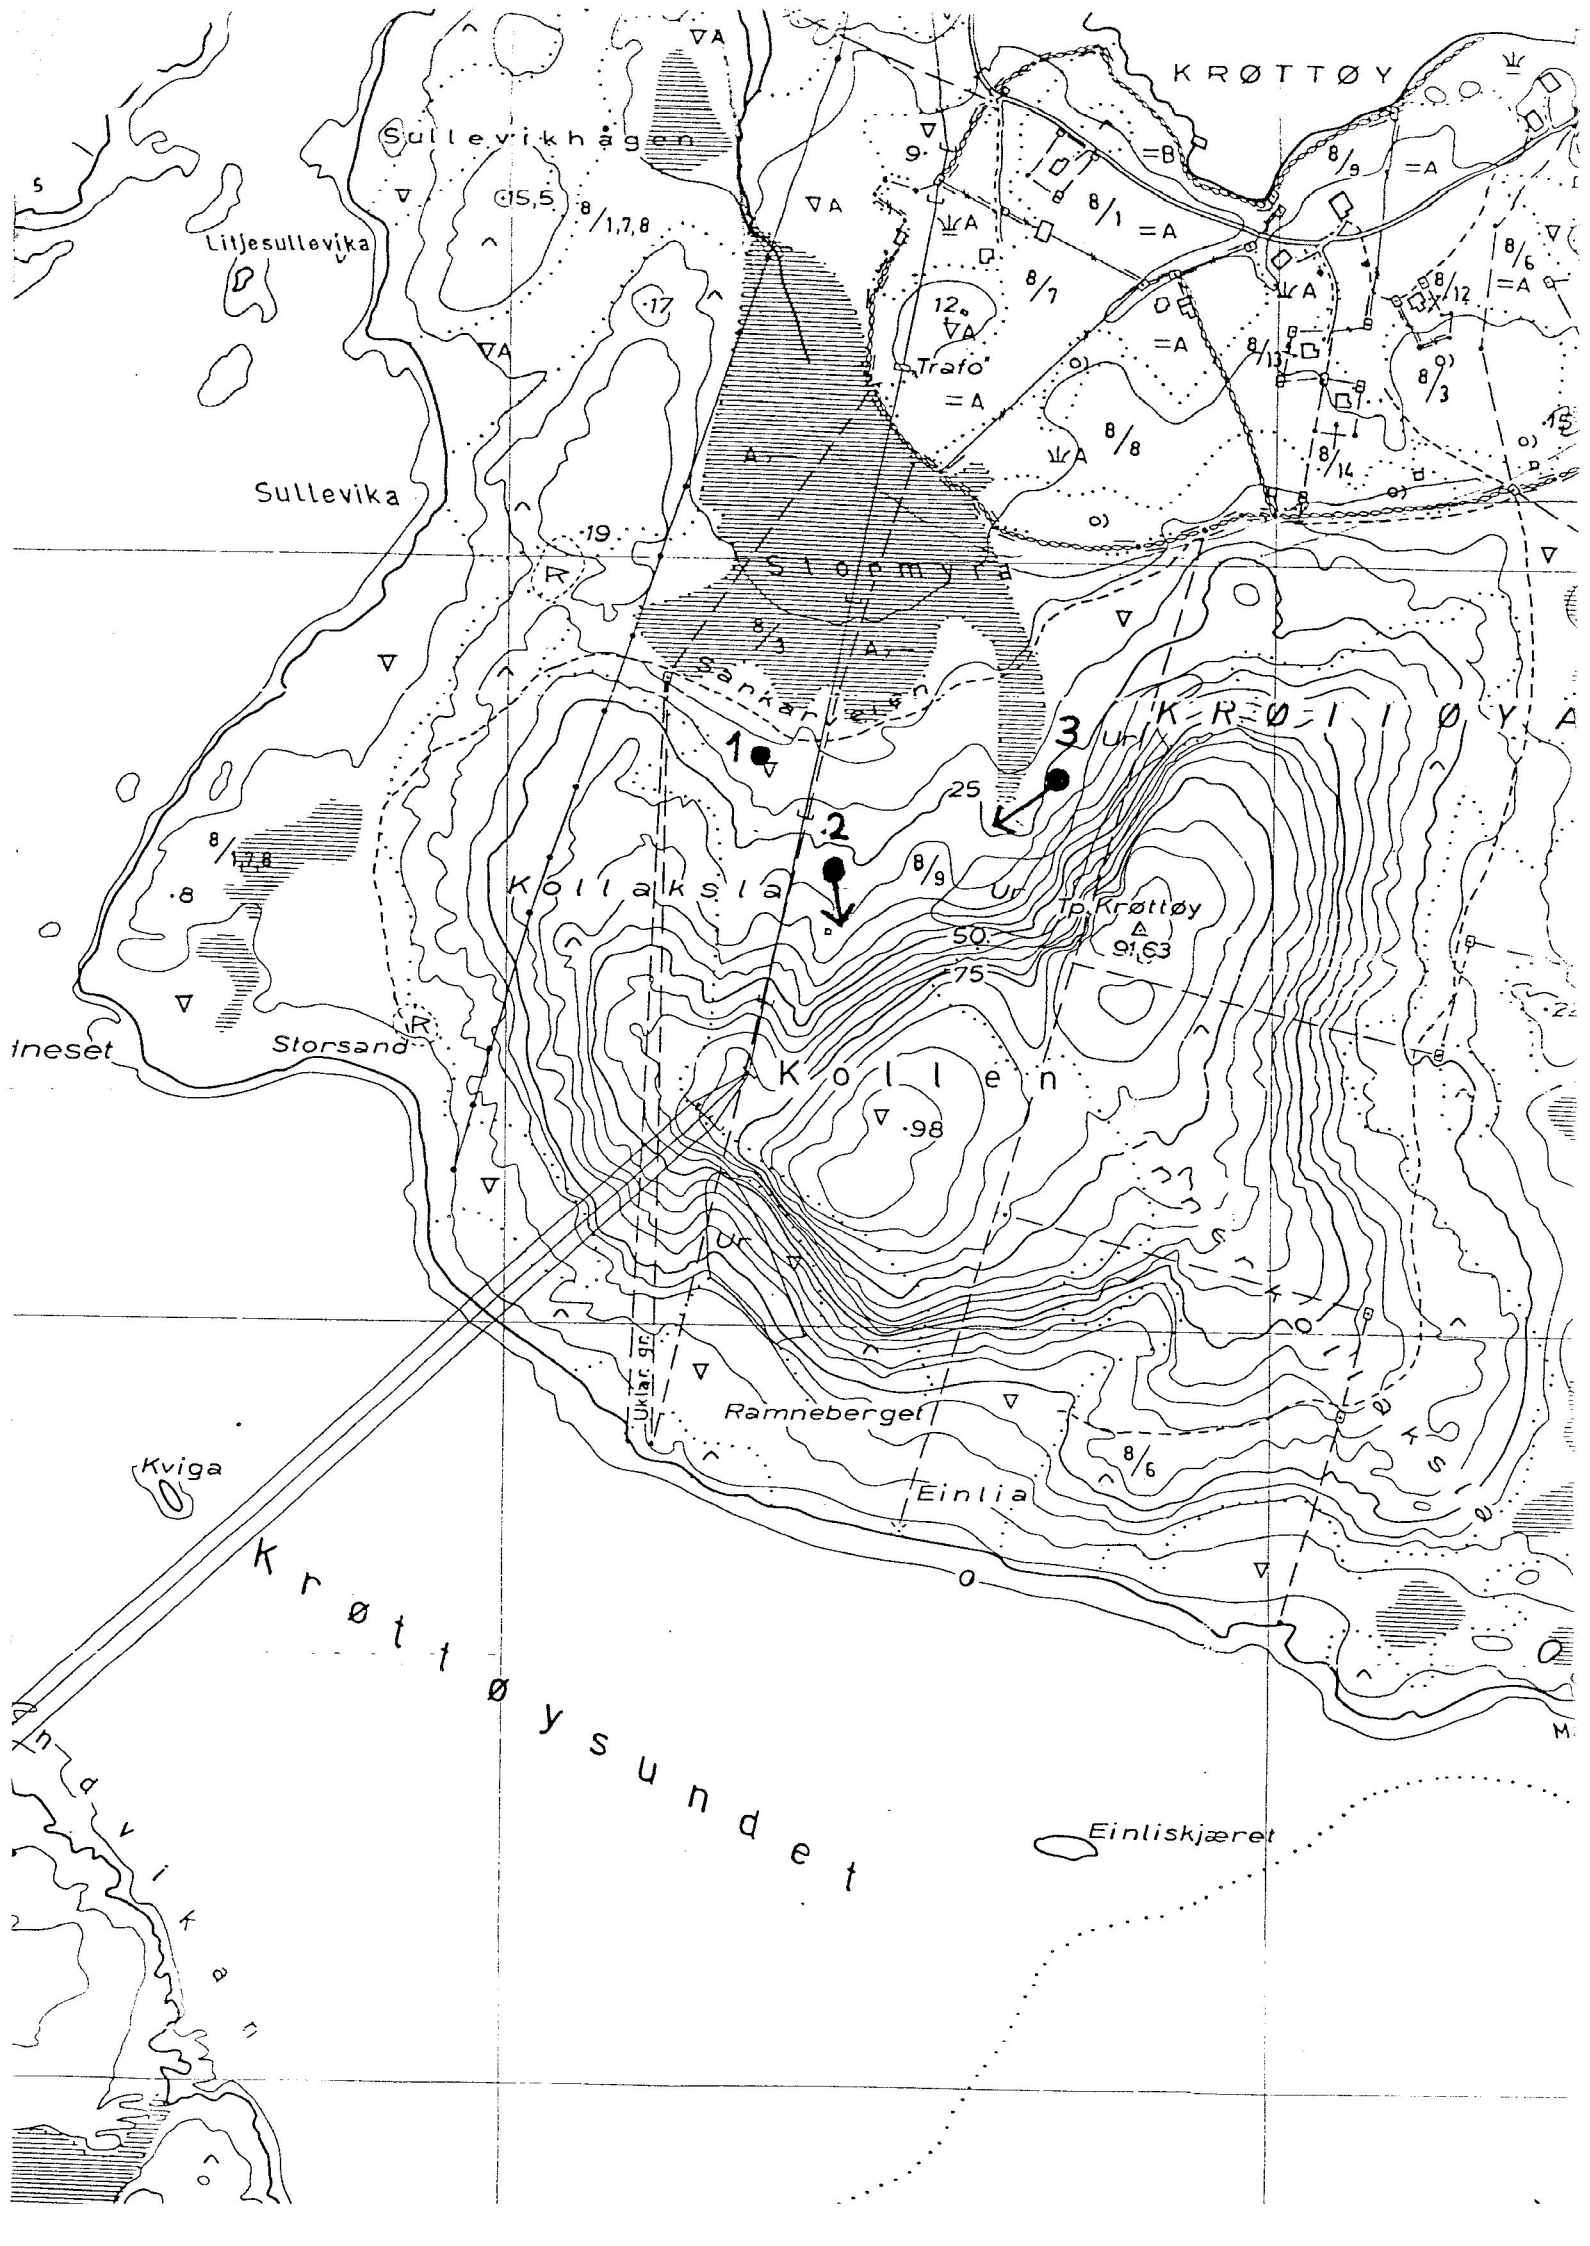 KRØTTØY
A
Sullevikhågen
9
=B
8/9
=A
s
15,5
8/1,7,8
A
A
8/1
=A
Litjesullevika
8/6
=A
8/7
8/12
A
17
12
A
"Trafo"
=A
=A
8/13
o)
o)
8/3
A
15
A
8/8
o)
8/14
Sullevika
o)
o)
19
R
Stormyra
8/3
A
Sankarveien
KRØTTØYA
1
3
Ur
25
2
8/1,7,8
8
Kollaksla
8/9
Ur
Tp. Krøttøy
91,63
50
75
R
tneset
Storsand
Kollen
98
Ur
Uklar gr.
Ramneberget
8/6
Kviga
Einlia
0
Krøttøysundet
M
Einliskjæret